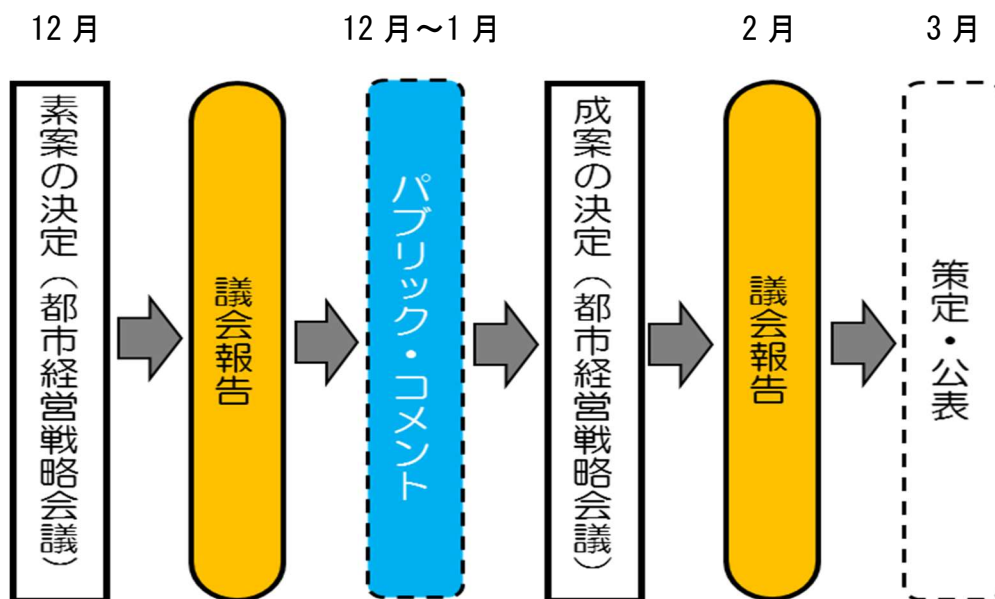 12月
12月～1月
2月
3月
素案の決定（都市経営戦略会議）
議会報告
パブリック・コメント
成案の決定（都市経営戦略会議）
議会報告
策定・公表